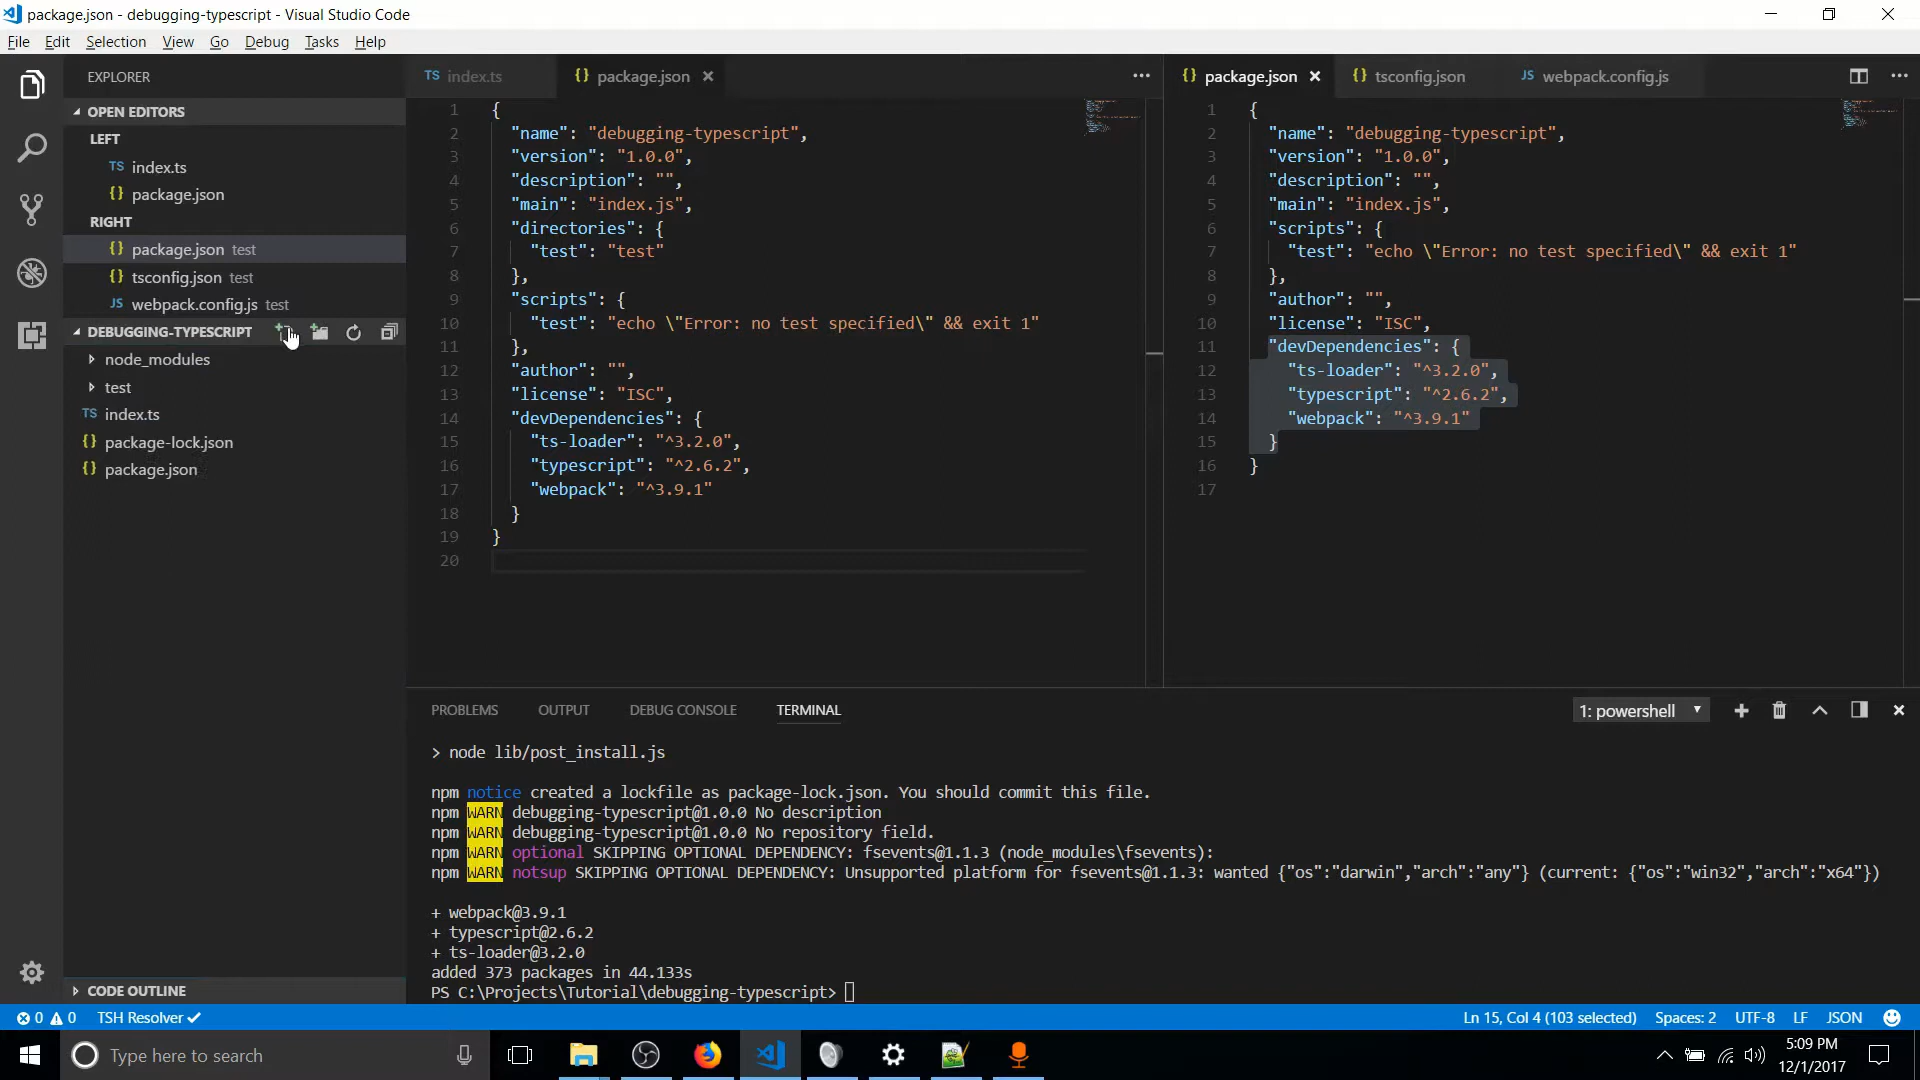 package.json - debugging-typescript - Visual Studio Code
File Edit Selection View Go Debug Tasks Help
EXPLORER
OPEN EDITORS
LEFT
TS index.ts
{} package.json
RIGHT
{} package.json test
{} tsconfig.json test
JS webpack.config.js test
DEBUGGING-TYPESCRIPT
node_modules
test
TS index.ts
{} package-lock.json
{} package.json
CODE OUTLINE
TS index.ts {} package.json
1 {
2 "name": "debugging-typescript",
3 "version": "1.0.0",
4 "description": "",
5 "main": "index.js",
6 "directories": {
7 "test": "test"
8 },
9 "scripts": {
10 "test": "echo \"Error: no test specified\" && exit 1"
11 },
12 "author": "",
13 "license": "ISC",
14 "devDependencies": {
15 "ts-loader": "^3.2.0",
16 "typescript": "^2.6.2",
17 "webpack": "^3.9.1"
18 }
19 }
20
{} package.json {} tsconfig.json JS webpack.config.js
1 {
2 "name": "debugging-typescript",
3 "version": "1.0.0",
4 "description": "",
5 "main": "index.js",
6 "scripts": {
7 "test": "echo \"Error: no test specified\" && exit 1"
8 },
9 "author": "",
10 "license": "ISC",
11 "devDependencies": {
12 "ts-loader": "^3.2.0",
13 "typescript": "^2.6.2",
14 "webpack": "^3.9.1"
15 }
16 }
17
PROBLEMS OUTPUT DEBUG CONSOLE TERMINAL 1: powershell
> node lib/post_install.js
npm notice created a lockfile as package-lock.json. You should commit this file.
npm WARN debugging-typescript@1.0.0 No description
npm WARN debugging-typescript@1.0.0 No repository field.
npm WARN optional SKIPPING OPTIONAL DEPENDENCY: fsevents@1.1.3 (node_modules\fsevents):
npm WARN notsup SKIPPING OPTIONAL DEPENDENCY: Unsupported platform for fsevents@1.1.3: wanted {"os":"darwin","arch":"any"} (current: {"os":"win32","arch":"x64"})
+ webpack@3.9.1
+ typescript@2.6.2
+ ts-loader@3.2.0
added 373 packages in 44.133s
PS C:\Projects\Tutorial\debugging-typescript>
0 0 TSH Resolver Ln 15, Col 4 (103 selected) Spaces: 2 UTF-8 LF JSON
Type here to search
5:09 PM
12/1/2017